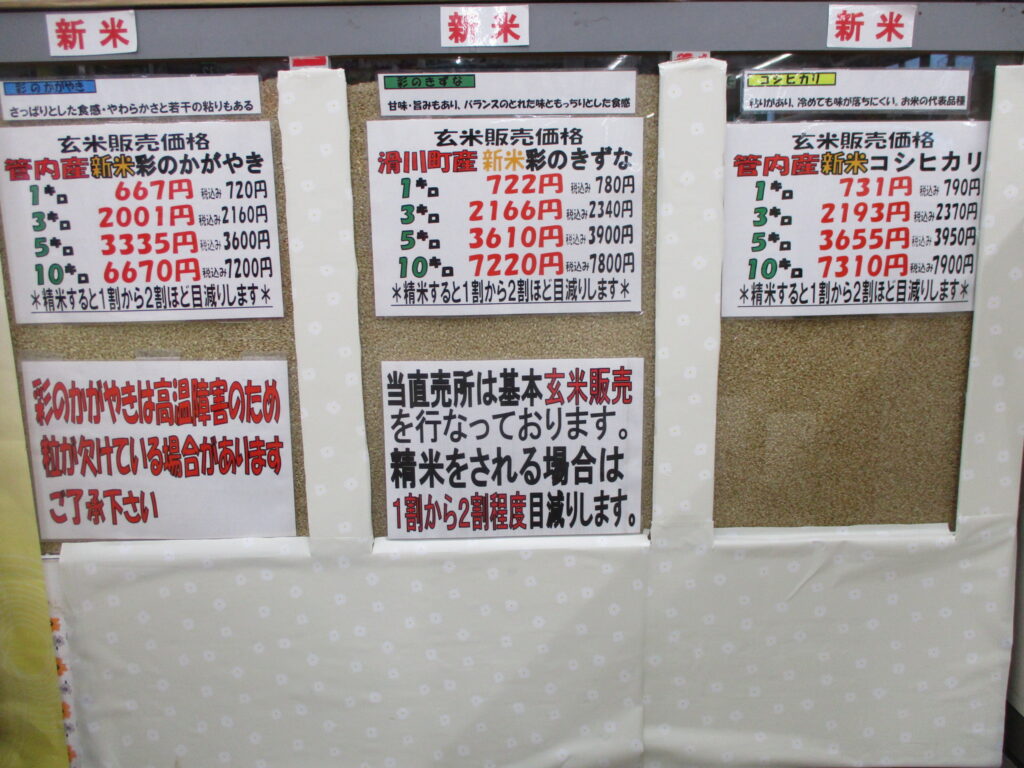 新米
彩のかがやき
さっぱりとした食感・やわらかさと若干の粘りもある
玄米販売価格
管内産新米彩のかがやき
1キロ 667円 税込み 720円
3キロ 2001円 税込み 2160円
5キロ 3335円 税込み 3600円
10キロ 6670円 税込み 7200円
*精米すると1割から2割ほど目減りします*
彩のかがやきは高温障害のため
粒が欠けている場合があります
ご了承下さい
新米
彩のきずな
甘味・旨みもあり、バランスのとれた味ともっちりとした食感
玄米販売価格
滑川町産 新米彩のきずな
1キロ 722円 税込み 780円
3キロ 2166円 税込み 2340円
5キロ 3610円 税込み 3900円
10キロ 7220円 税込み 7800円
*精米すると1割から2割ほど目減りします*
当直売所は基本玄米販売
を行なっております。
精米をされる場合は
1割から2割程度目減りします。
新米
コシヒカリ
粘りがあり、冷めても味が落ちにくい。お米の代表品種
玄米販売価格
管内産新米コシヒカリ
1キロ 731円 税込み 790円
3キロ 2193円 税込み 2370円
5キロ 3655円 税込み 3950円
10キロ 7310円 税込み 7900円
*精米すると1割から2割ほど目減りします*